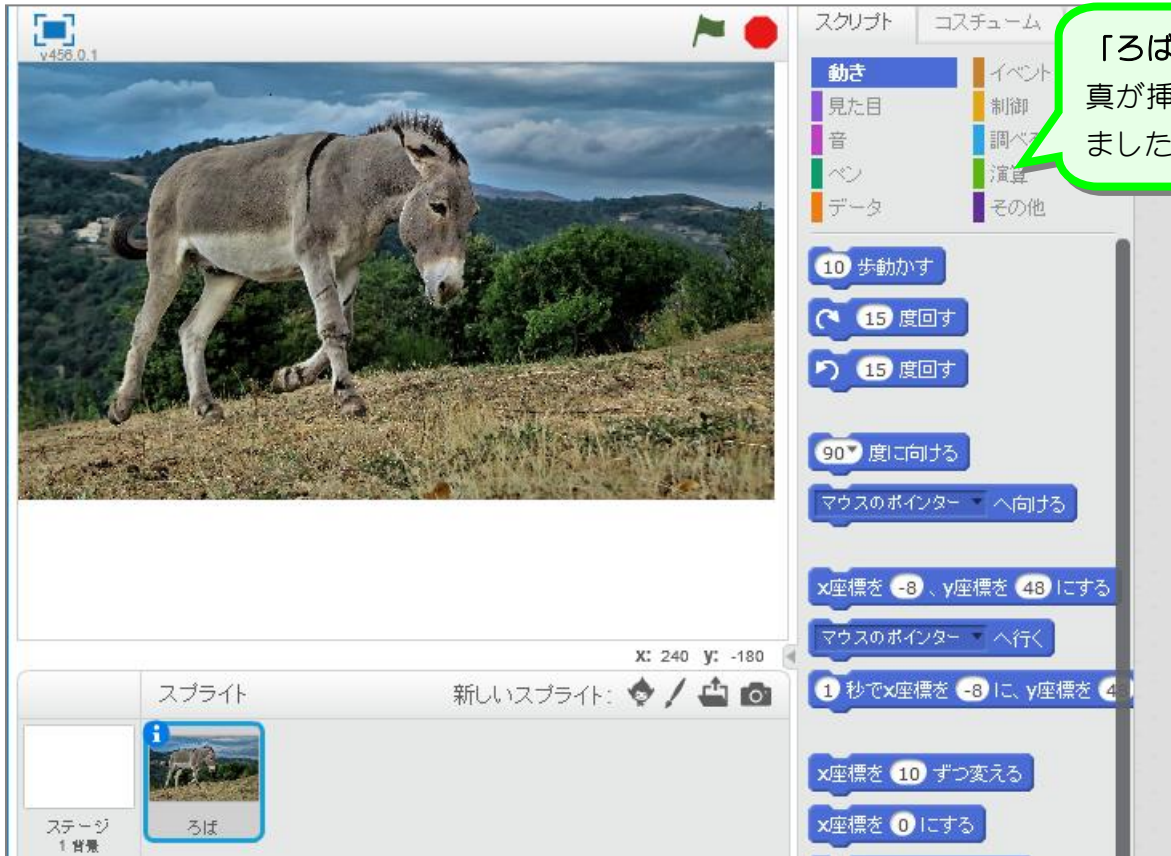 v456.0.1
スクリプト
コスチューム
「ろば
真が挿
ました
動き
イベント
見た目
制御
音
調べ
ペン
演算
データ
その他
10 歩動かす
15 度回す
15 度回す
90 度に向ける
マウスのポインター へ向ける
x座標を -8 、y座標を 48 にする
マウスのポインター へ行く
1 秒でx座標を -8 に、y座標を 48
x座標を 10 ずつ変える
x座標を 0 にする
x: 240 y: -180
スプライト
新しいスプライト:
ステージ
1 背景
ろば